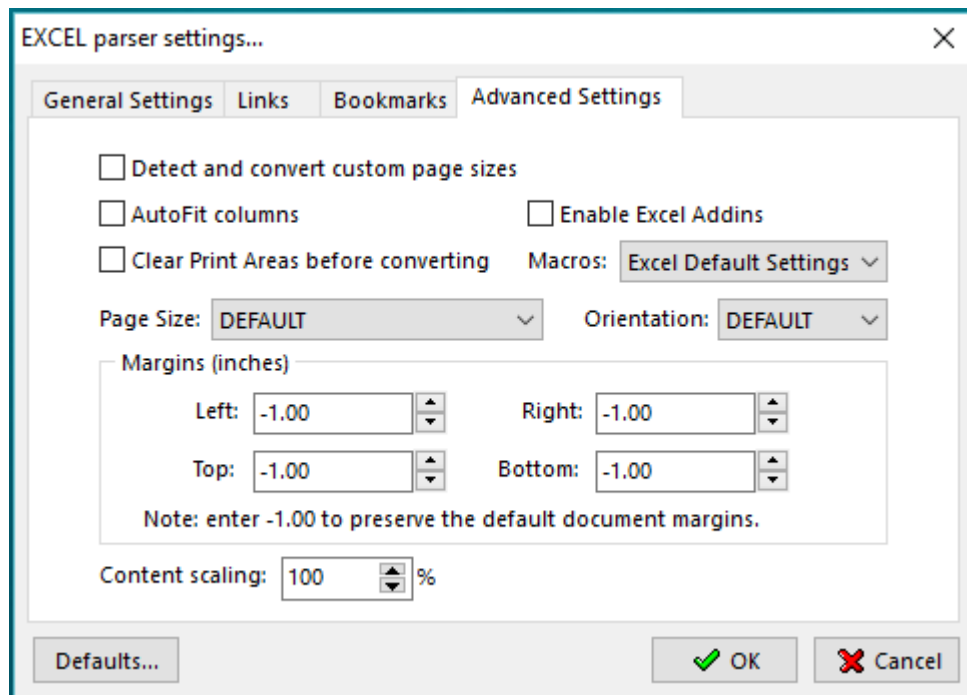 EXCEL parser settings...
General Settings Links Bookmarks Advanced Settings
Detect and convert custom page sizes
AutoFit columns Enable Excel Addins
Clear Print Areas before converting Macros: Excel Default Settings
Page Size: DEFAULT Orientation: DEFAULT
Margins (inches)
Left: -1.00 Right: -1.00
Top: -1.00 Bottom: -1.00
Note: enter -1.00 to preserve the default document margins.
Content scaling: 100 %
Defaults... OK Cancel